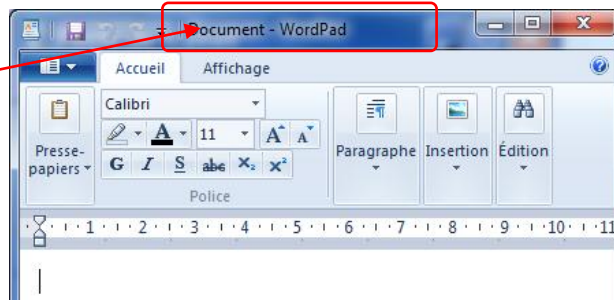 Document - WordPad
Accueil Affichage
Calibri
A 11 A A
G I S abc X₂ X²
Presse-
papiers
Police
Paragraphe Insertion Édition
1 2 3 4 5 6 7 8 9 10 11